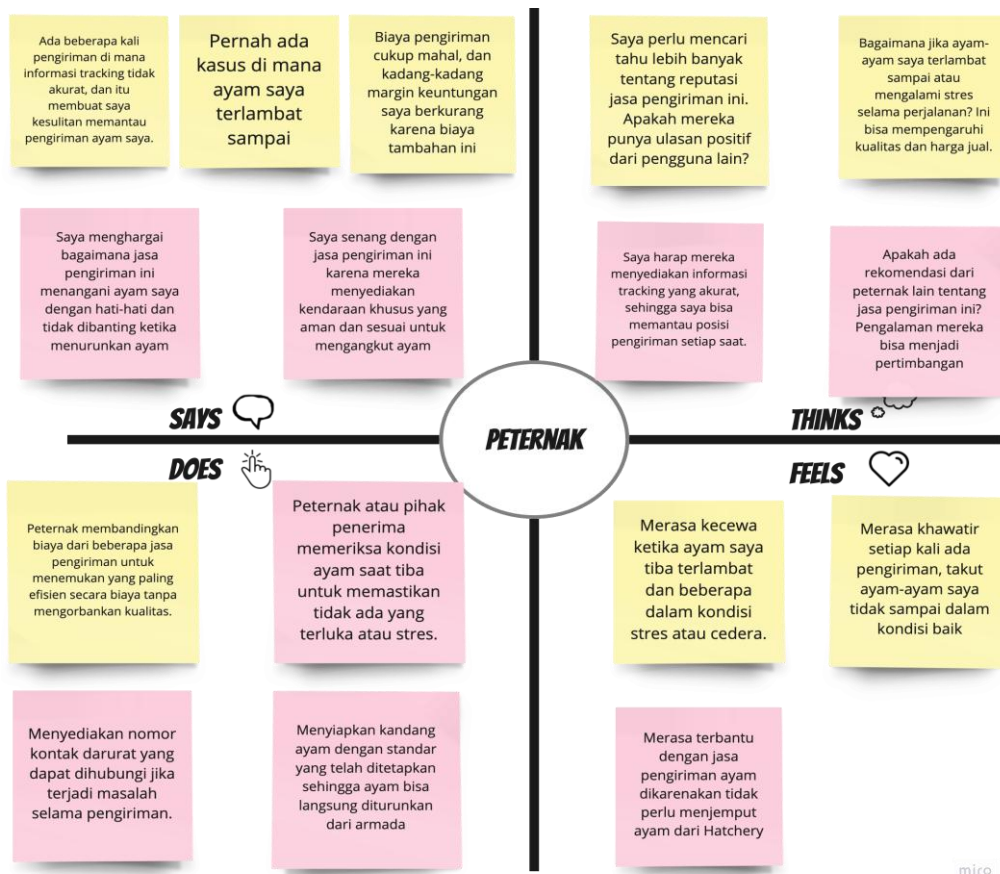 Ada beberapa kali
pengiriman di mana
informasi tracking tidak
akurat, dan itu
membuat saya
kesulitan memantau
pengiriman ayam saya.
Pernah ada
kasus di mana
ayam saya
terlambat
sampai
Biaya pengiriman
cukup mahal, dan
kadang-kadang
margin keuntungan
saya berkurang
karena biaya
tambahan ini
Saya menghargai
bagaimana jasa
pengiriman ini
menangani ayam saya
dengan hati-hati dan
tidak dibanting ketika
menurunkan ayam
Saya senang dengan
jasa pengiriman ini
karena mereka
menyediakan
kendaraan khusus yang
aman dan sesuai untuk
mengangkut ayam
SAYS
Saya perlu mencari
tahu lebih banyak
tentang reputasi
jasa pengiriman ini.
Apakah mereka
punya ulasan positif
dari pengguna lain?
Bagaimana jika ayam-
ayam saya terlambat
sampai atau
mengalami stres
selama perjalanan? Ini
bisa mempengaruhi
kualitas dan harga jual.
Saya harap mereka
menyediakan informasi
tracking yang akurat,
sehingga saya bisa
memantau posisi
pengiriman setiap saat.
Apakah ada
rekomendasi dari
peternak lain tentang
jasa pengiriman ini?
Pengalaman mereka
bisa menjadi
pertimbangan
THINKS
PETERNAK
DOES
Peternak membandingkan
biaya dari beberapa jasa
pengiriman untuk
menemukan yang paling
efisien secara biaya tanpa
mengorbankan kualitas.
Peternak atau pihak
penerima
memeriksa kondisi
ayam saat tiba
untuk memastikan
tidak ada yang
terluka atau stres.
Menyediakan nomor
kontak darurat yang
dapat dihubungi jika
terjadi masalah
selama pengiriman.
Menyiapkan kandang
ayam dengan standar
yang telah ditetapkan
sehingga ayam bisa
langsung diturunkan
dari armada
FEELS
Merasa kecewa
ketika ayam saya
tiba terlambat
dan beberapa
dalam kondisi
stres atau cedera.
Merasa khawatir
setiap kali ada
pengiriman, takut
ayam-ayam saya
tidak sampai dalam
kondisi baik
Merasa terbantu
dengan jasa
pengiriman ayam
dikarenakan tidak
perlu menjemput
ayam dari Hatchery
miro